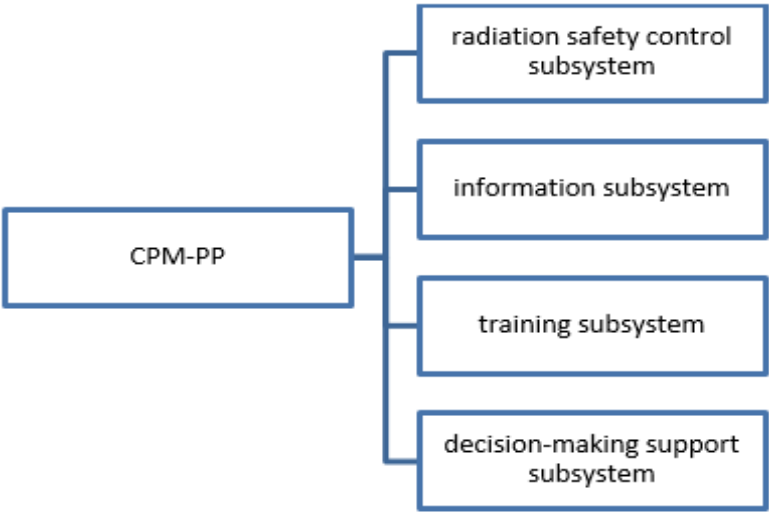 radiation safety control
subsystem
information subsystem
CPM-PP
training subsystem
decision-making support
subsystem